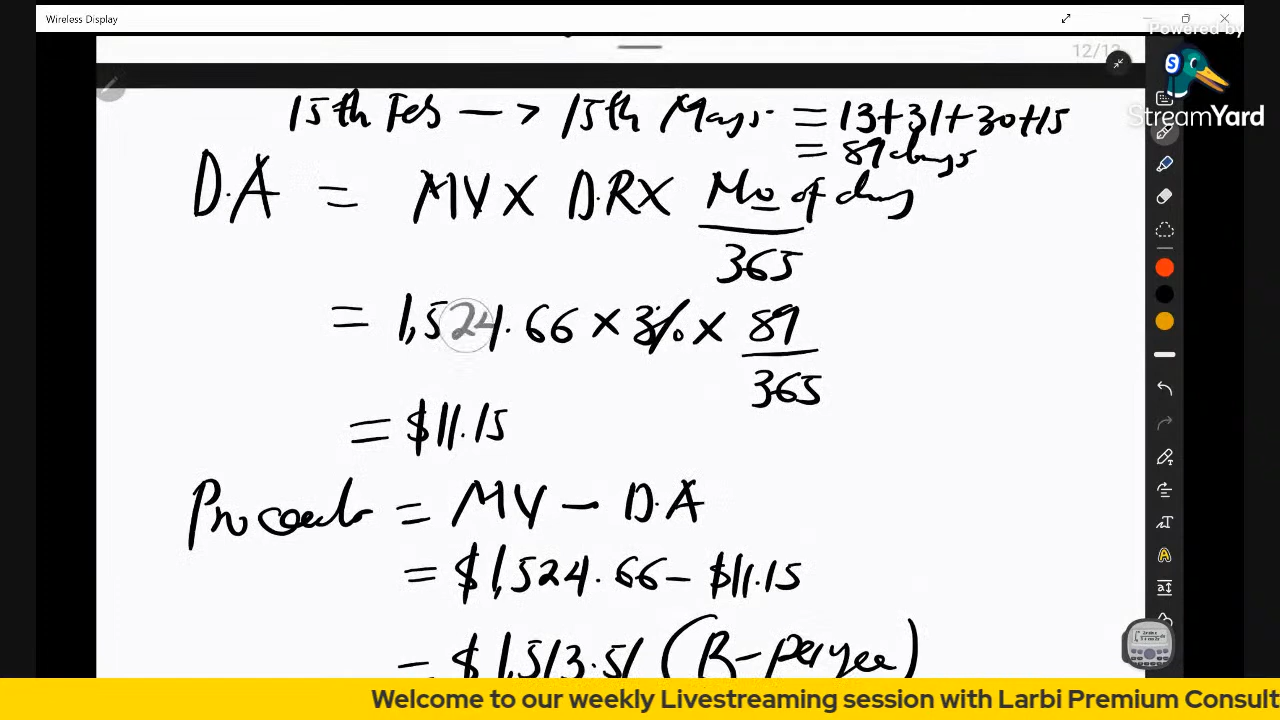 Wireless Display
Powered by
StreamYard
12/13
15th Feb —> 15th May = 13+31+30+15
= 89 days
D.A = MV X D.R X No of days
365
= 1,524.66 x 3% x 89
365
= $11.15
Proceeds = MV - D.A
= $1,524.66 - $11.15
= $1,513.51 (B-payee)
Welcome to our weekly Livestreaming session with Larbi Premium Consult